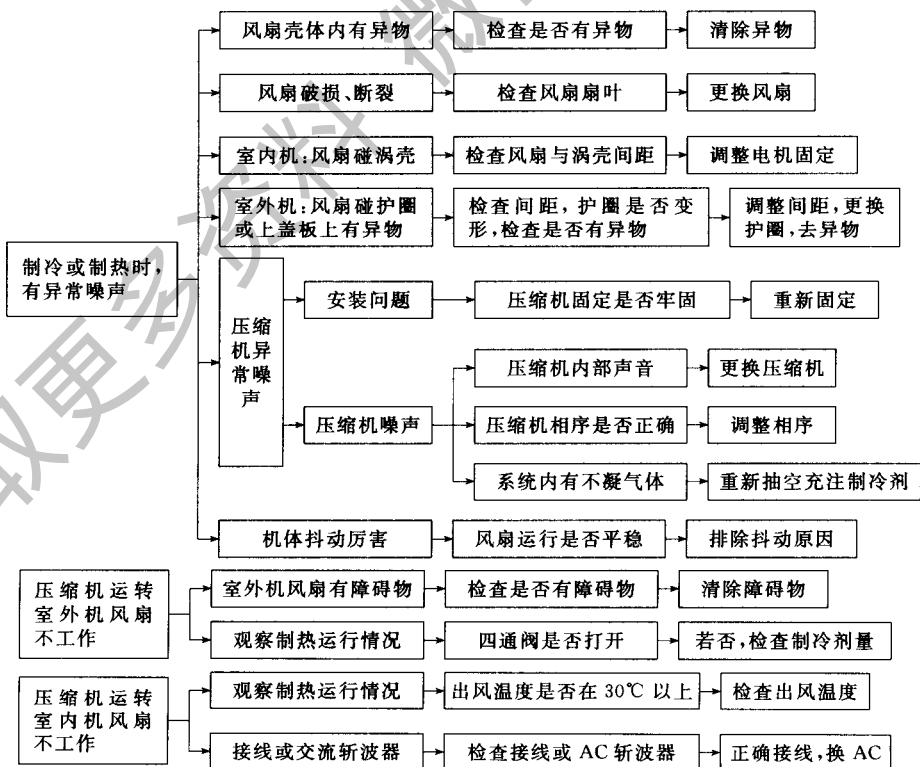 风扇壳体内有异物
检查是否有异物
清除异物
风扇破损、断裂
检查风扇扇叶
更换风扇
室内机:风扇碰涡壳
检查风扇与涡壳间距
调整电机固定
室外机:风扇碰护圈
或上盖板上有异物
检查间距,护圈是否变
形,检查是否有异物
调整间距,更换
护圈,去异物
制冷或制热时,
有异常噪声
压缩
机异
常噪
声
安装问题
压缩机固定是否牢固
重新固定
压缩机噪声
压缩机内部声音
更换压缩机
压缩机相序是否正确
调整相序
系统内有不凝气体
重新抽空充注制冷剂
机体抖动厉害
风扇运行是否平稳
排除抖动原因
压缩机运转
室外机风扇
不工作
室外机风扇有障碍物
检查是否有障碍物
清除障碍物
观察制热运行情况
四通阀是否打开
若否,检查制冷剂量
压缩机运转
室内机风扇
不工作
观察制热运行情况
出风温度是否在30℃以上
检查出风温度
接线或交流斩波器
检查接线或AC斩波器
正确接线,换AC
取更多资料 微